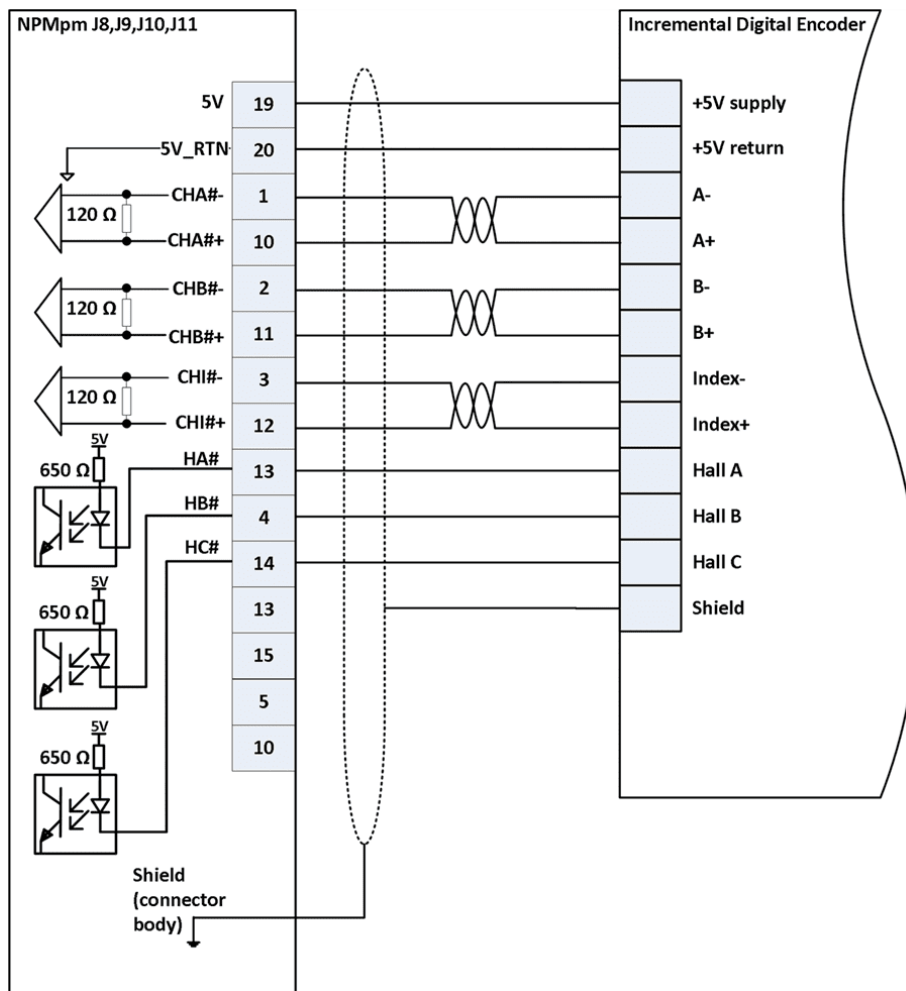 NPMpm J8,J9,J10,J11
Incremental Digital Encoder
5V 19 +5V supply
5V_RTN 20 +5V return
CHA#- 1 A-
120 Ω
CHA#+ 10 A+
CHB#- 2 B-
120 Ω
CHB#+ 11 B+
CHI#- 3 Index-
120 Ω
CHI#+ 12 Index+
5V
650 Ω
HA# 13 Hall A
HB# 4 Hall B
HC# 14 Hall C
5V
650 Ω
13 Shield
15
5
10
5V
650 Ω
Shield
(connector
body)